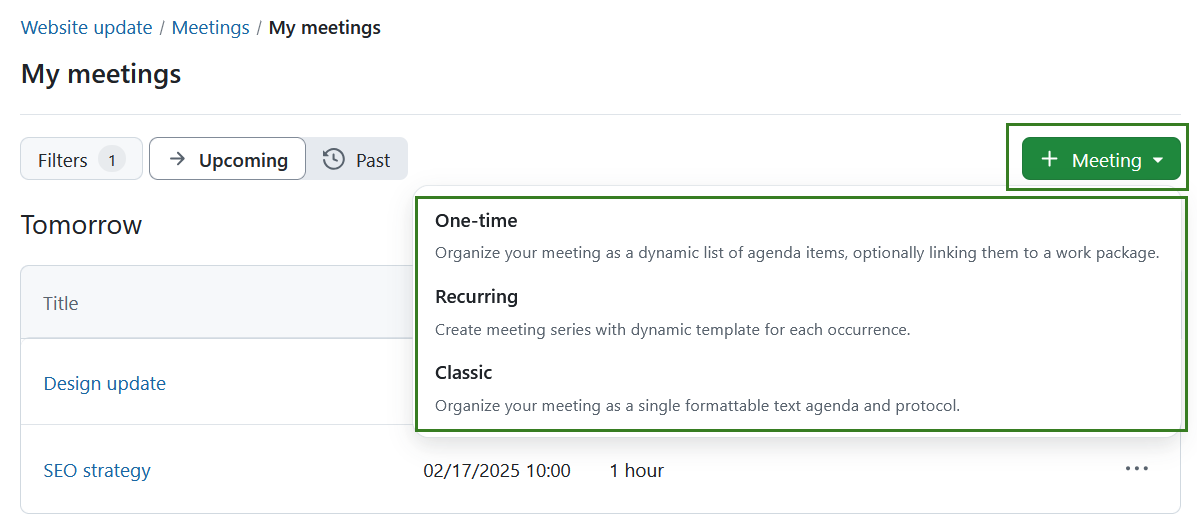 Website update / Meetings / My meetings
My meetings
Filters 1 Upcoming Past + Meeting
Tomorrow
One-time
Organize your meeting as a dynamic list of agenda items, optionally linking them to a work package.
Recurring
Create meeting series with dynamic template for each occurrence.
Classic
Organize your meeting as a single formattable text agenda and protocol.
Title
Design update
SEO strategy 02/17/2025 10:00 1 hour